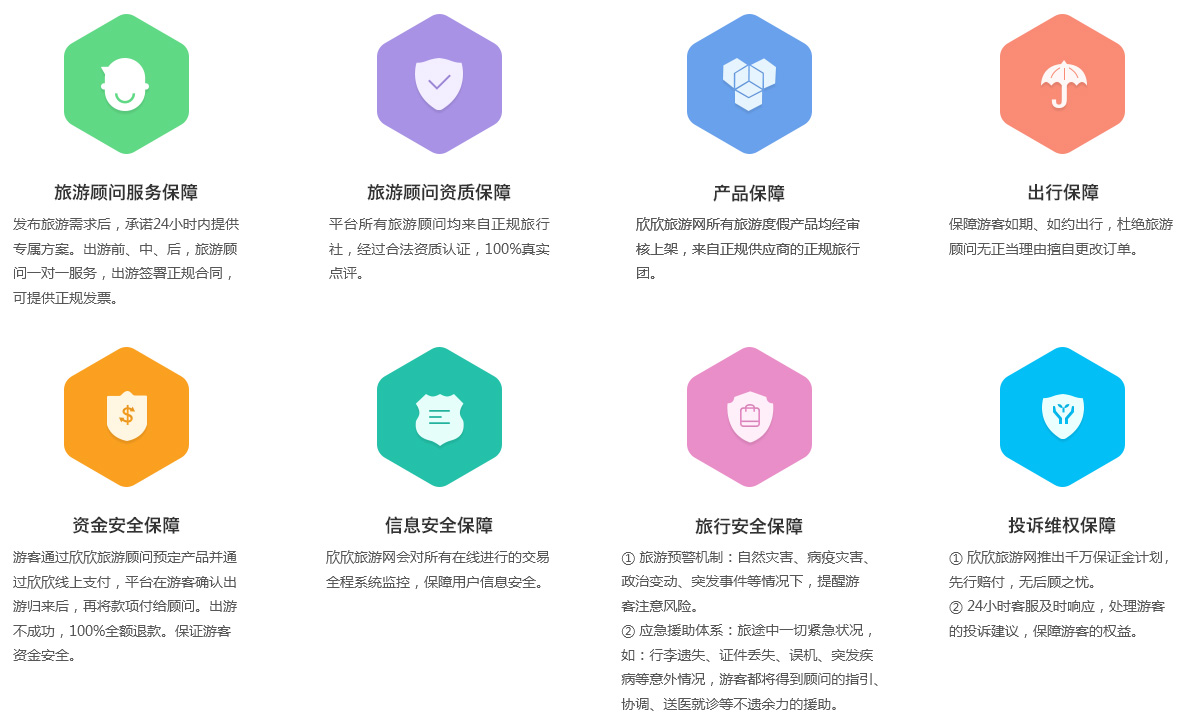 旅游顾问服务保障
发布旅游需求后，承诺24小时内提供
专属方案。出游前、中、后，旅游顾
问一对一服务，出游签署正规合同，
可提供正规发票。
旅游顾问资质保障
平台所有旅游顾问均来自正规旅行
社，经过合法资质认证，100%真实
点评。
产品保障
欣欣旅游网所有旅游度假产品均经审
核上架，来自正规供应商的正规旅行
团。
出行保障
保障游客如期、如约出行，杜绝旅游
顾问无正当理由擅自更改订单。
资金安全保障
游客通过欣欣旅游顾问预定产品并通
过欣欣线上支付，平台在游客确认出
游归来后，再将款项付给顾问。出游
不成功，100%全额退款。保证游客
资金安全。
信息安全保障
欣欣旅游网会对所有在线进行的交易
全程系统监控，保障用户信息安全。
旅行安全保障
① 旅游预警机制：自然灾害、病疫灾害、
政治变动、突发事件等情况下，提醒游
客注意风险。
② 应急援助体系：旅途中一切紧急状况，
如：行李遗失、证件丢失、误机、突发疾
病等意外情况，游客都将得到顾问的指引、
协调、送医就诊等不遗余力的援助。
投诉维权保障
① 欣欣旅游网推出千万保证金计划，
先行赔付，无后顾之忧。
② 24小时客服及时响应，处理游客
的投诉建议，保障游客的权益。